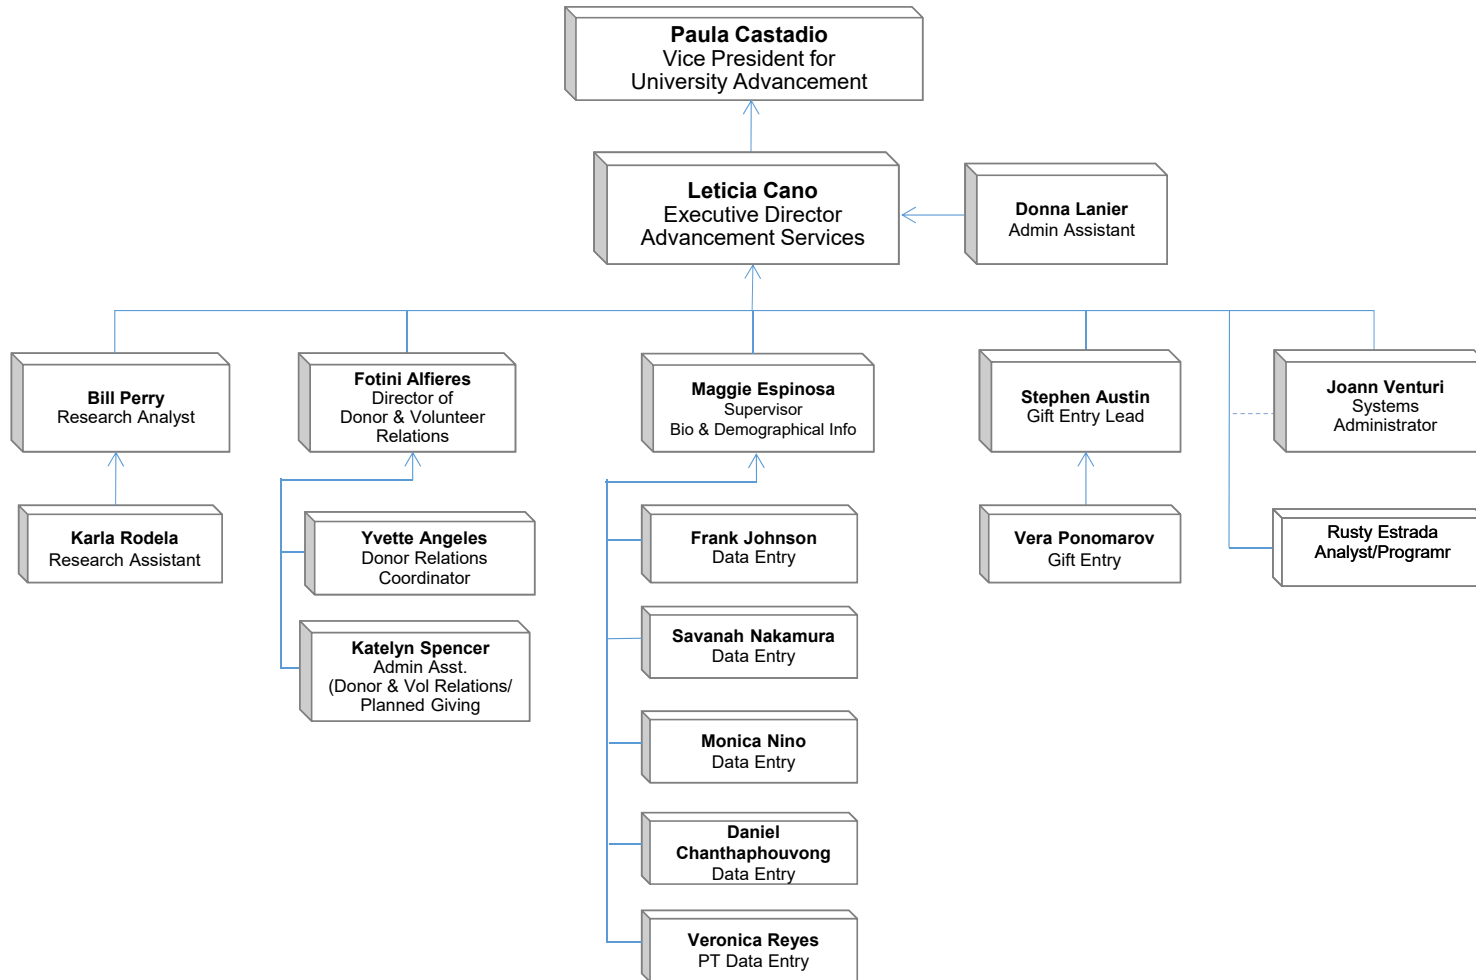 Paula Castadio
Vice President for
University Advancement
Leticia Cano
Executive Director
Advancement Services
Donna Lanier
Admin Assistant
Bill Perry
Research Analyst
Fotini Alfieres
Director of
Donor & Volunteer
Relations
Maggie Espinosa
Supervisor
Bio & Demographical Info
Stephen Austin
Gift Entry Lead
Joann Venturi
Systems
Administrator
Karla Rodela
Research Assistant
Yvette Angeles
Donor Relations
Coordinator
Frank Johnson
Data Entry
Vera Ponomarov
Gift Entry
Rusty Estrada
Analyst/Programr
Katelyn Spencer
Admin Asst.
(Donor & Vol Relations/
Planned Giving
Savanah Nakamura
Data Entry
Monica Nino
Data Entry
Daniel
Chanthaphouvong
Data Entry
Veronica Reyes
PT Data Entry